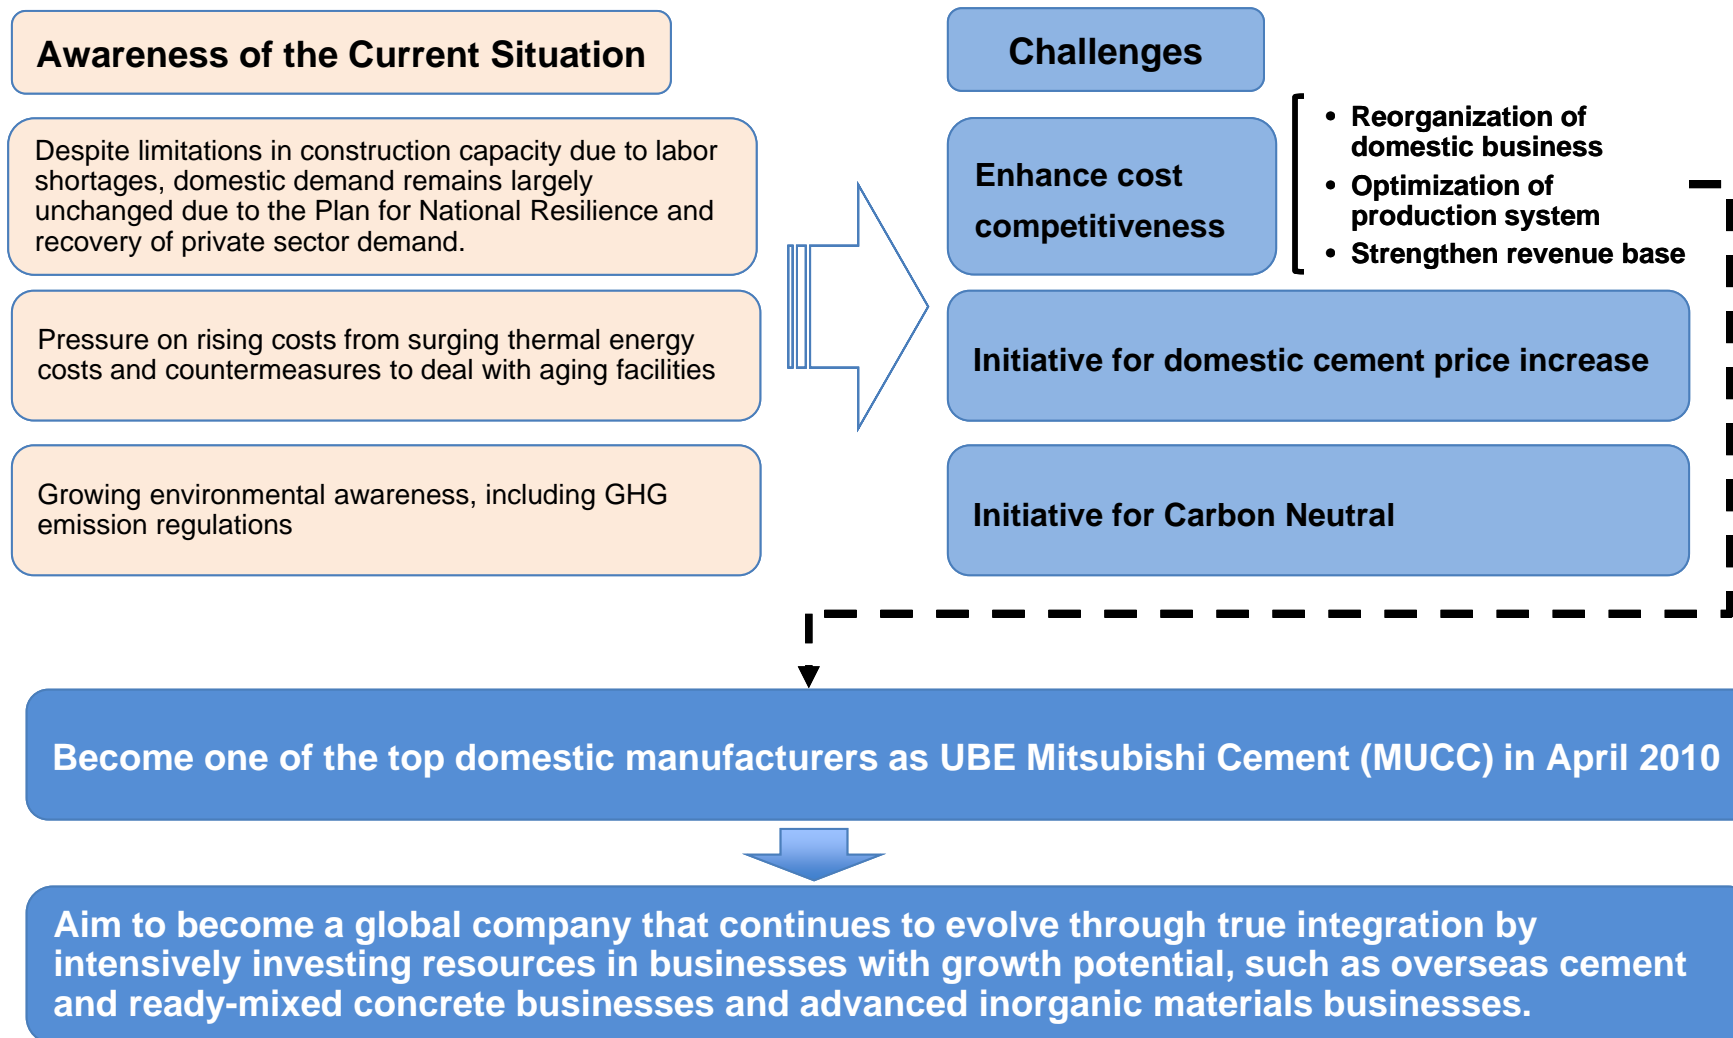 Awareness of the Current Situation
Despite limitations in construction capacity due to labor
shortages, domestic demand remains largely
unchanged due to the Plan for National Resilience and
recovery of private sector demand.
Pressure on rising costs from surging thermal energy
costs and countermeasures to deal with aging facilities
Growing environmental awareness, including GHG
emission regulations
Challenges
Enhance cost
competitiveness
• Reorganization of
domestic business
• Optimization of
production system
• Strengthen revenue base
Initiative for domestic cement price increase
Initiative for Carbon Neutral
Become one of the top domestic manufacturers as UBE Mitsubishi Cement (MUCC) in April 2010
Aim to become a global company that continues to evolve through true integration by
intensively investing resources in businesses with growth potential, such as overseas cement
and ready-mixed concrete businesses and advanced inorganic materials businesses.